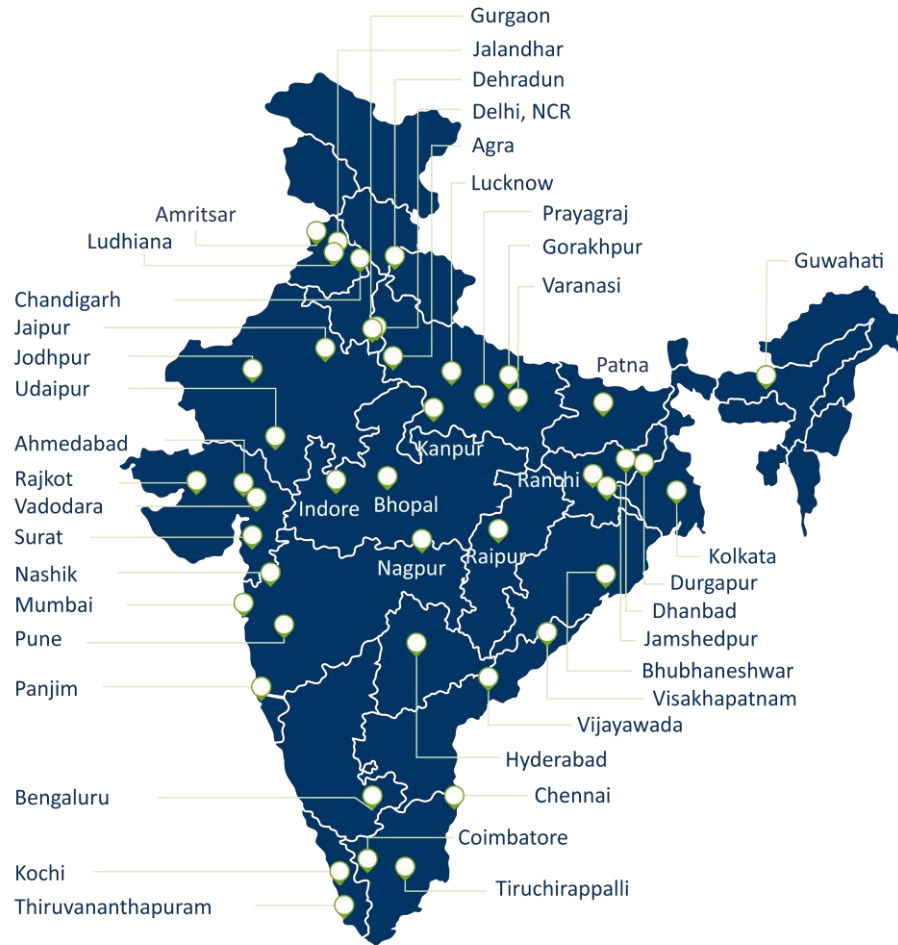 Gurgaon
Jalandhar
Dehradun
Delhi, NCR
Agra
Lucknow
Amritsar
Prayagraj
Ludhiana
Gorakhpur
Guwahati
Varanasi
Chandigarh
Jaipur
Jodhpur
Patna
Udaipur
Ahmedabad
Kanpur
Rajkot
Ranchi
Vadodara
Indore
Bhopal
Surat
Raipur
Kolkata
Nagpur
Nashik
Durgapur
Mumbai
Dhanbad
Pune
Jamshedpur
Bhubhaneshwar
Panjim
Visakhapatnam
Vijayawada
Hyderabad
Bengaluru
Chennai
Coimbatore
Kochi
Tiruchirappalli
Thiruvananthapuram